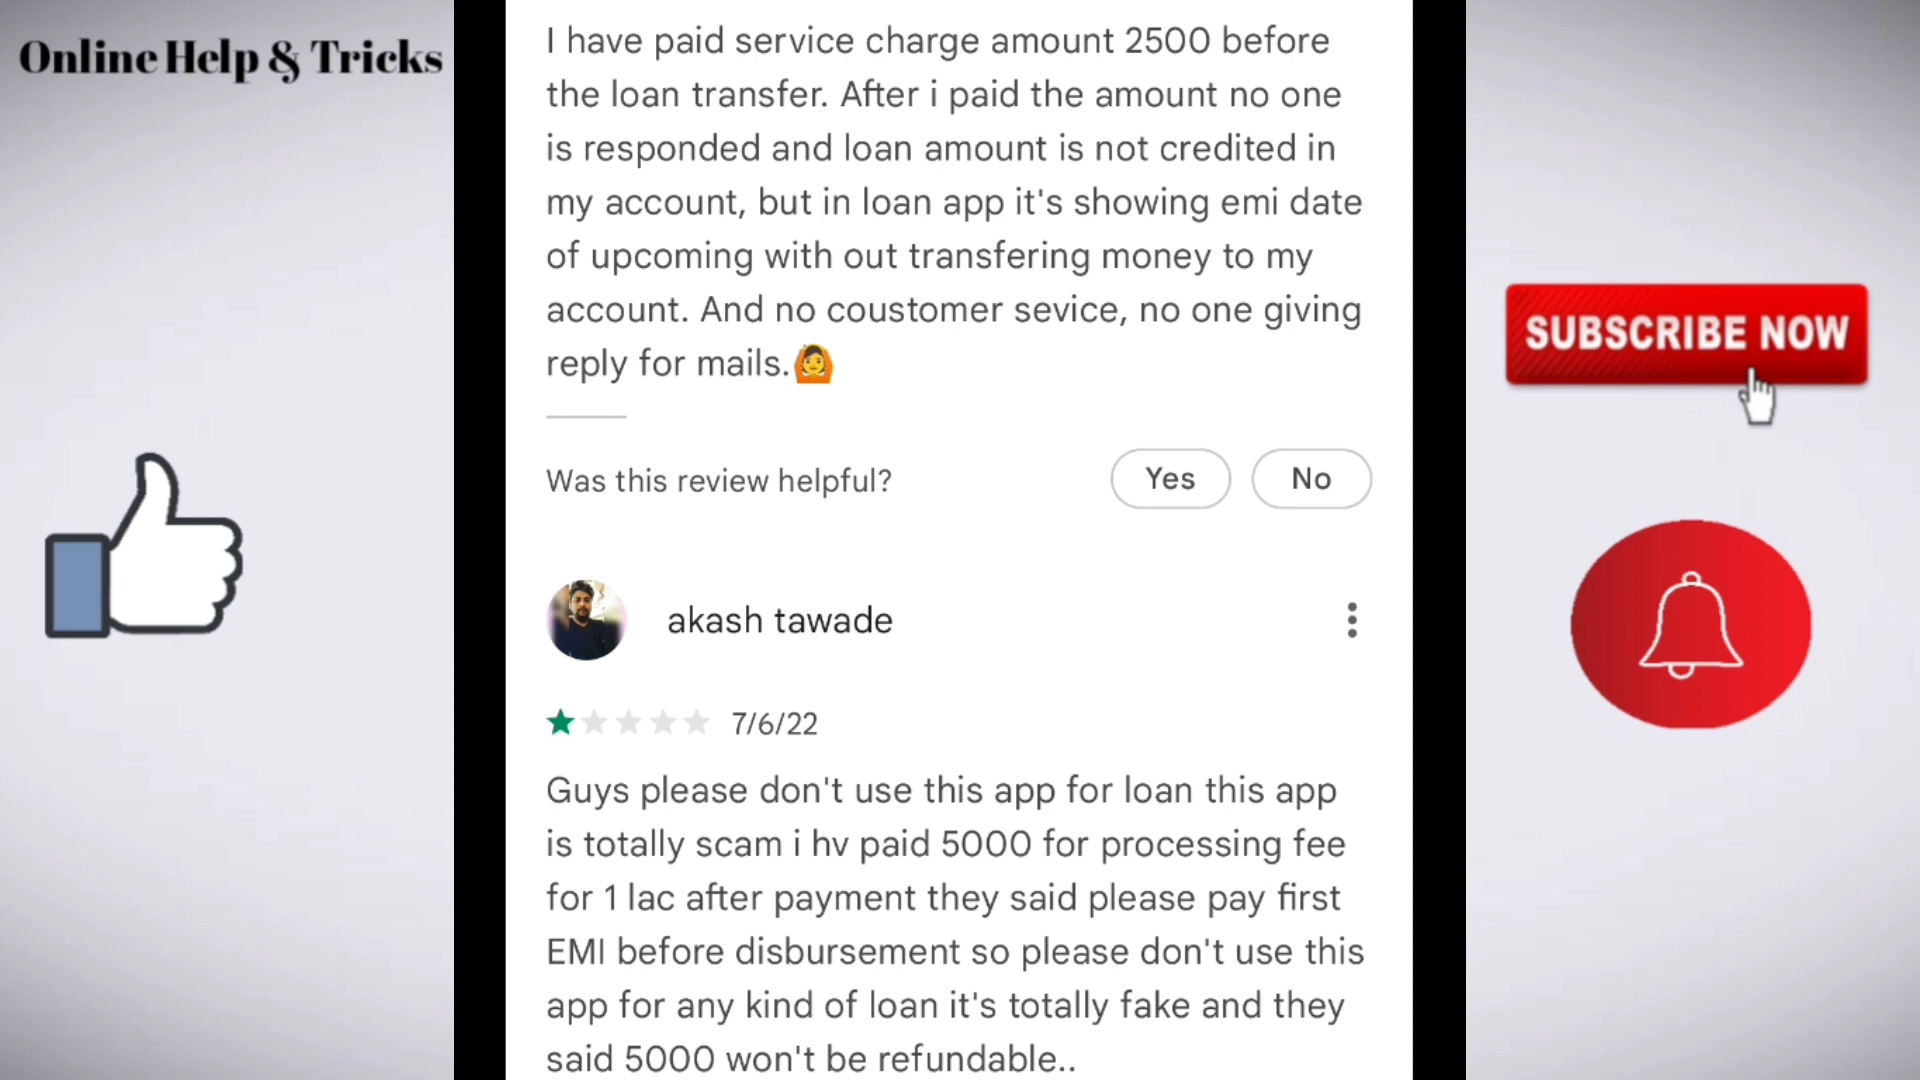 Online Help & Tricks
I have paid service charge amount 2500 before
the loan transfer. After i paid the amount no one
is responded and loan amount is not credited in
my account, but in loan app it's showing emi date
of upcoming with out transfering money to my
account. And no coustomer sevice, no one giving
reply for mails.🙆
Was this review helpful? Yes No
akash tawade
7/6/22
Guys please don't use this app for loan this app
is totally scam i hv paid 5000 for processing fee
for 1 lac after payment they said please pay first
EMI before disbursement so please don't use this
app for any kind of loan it's totally fake and they
said 5000 won't be refundable..
SUBSCRIBE NOW